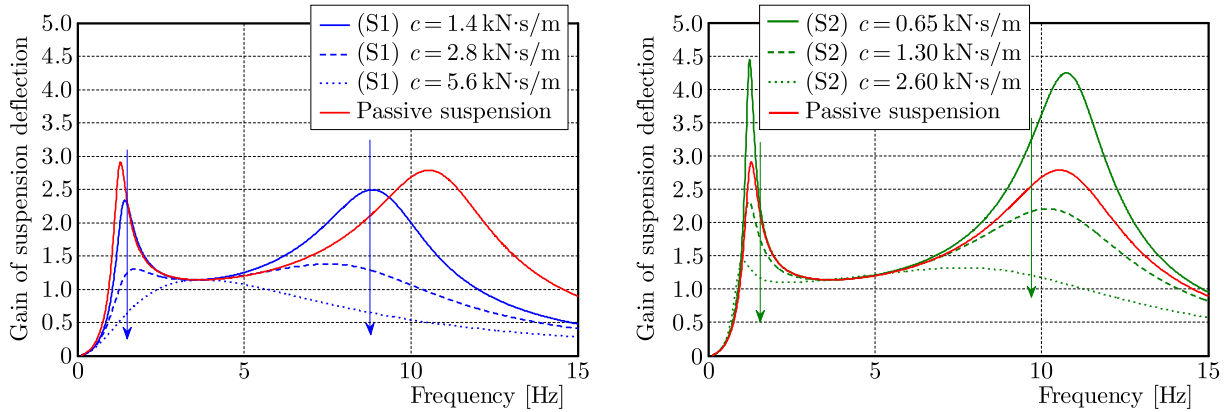 Gain of suspension deflection
5.0
4.5
4.0
3.5
3.0
2.5
2.0
1.5
1.0
0.5
0
(S1) c = 1.4 kN·s/m
(S1) c = 2.8 kN·s/m
(S1) c = 5.6 kN·s/m
Passive suspension
0 5 10 15
Frequency [Hz]
Gain of suspension deflection
5.0
4.5
4.0
3.5
3.0
2.5
2.0
1.5
1.0
0.5
0
(S2) c = 0.65 kN·s/m
(S2) c = 1.30 kN·s/m
(S2) c = 2.60 kN·s/m
Passive suspension
0 5 10 15
Frequency [Hz]